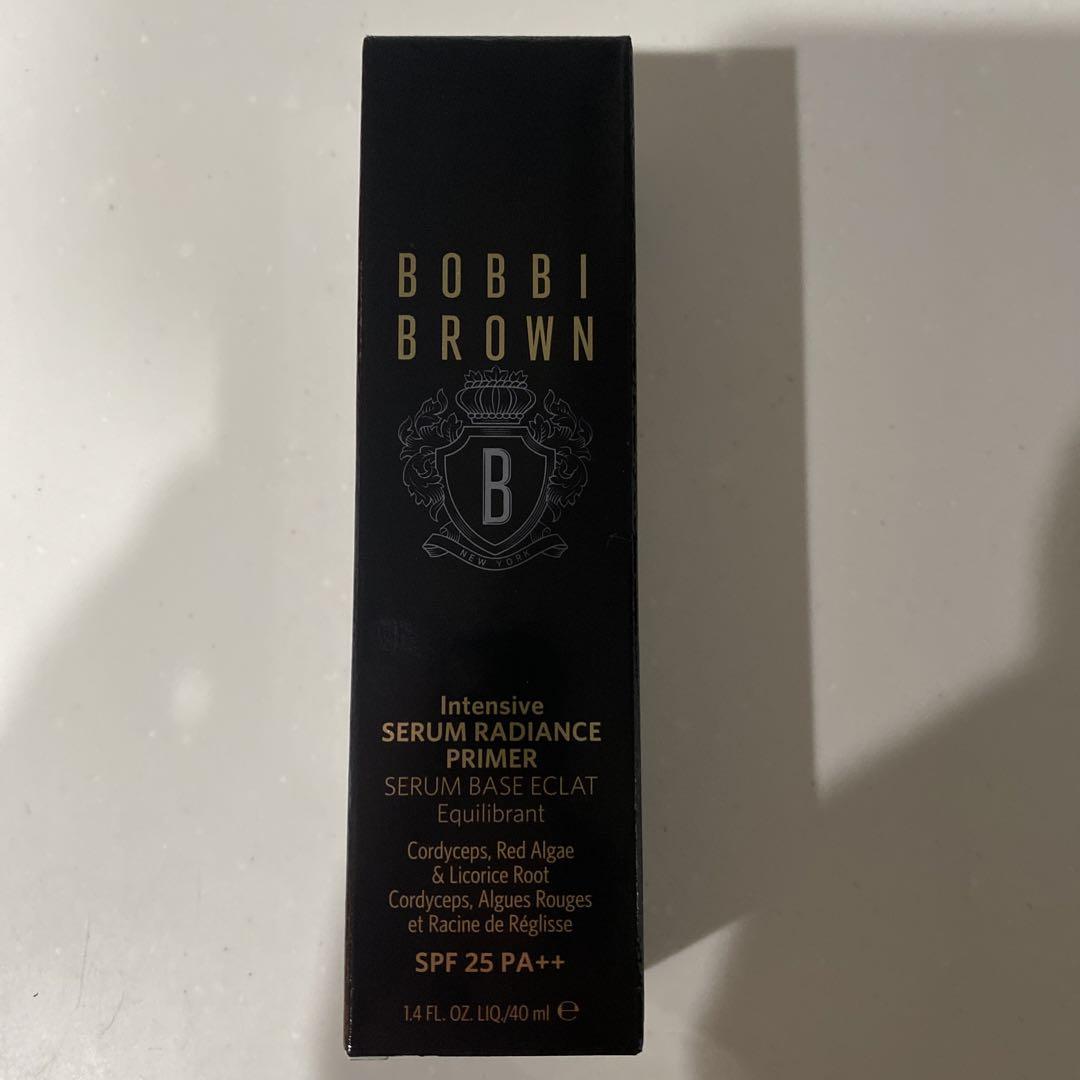 BOBBI
BROWN
B
NEW YORK
Intensive
SERUM RADIANCE
PRIMER
SERUM BASE ECLAT
Equilibrant
Cordyceps, Red Algae
& Licorice Root
Cordyceps, Algues Rouges
et Racine de Réglisse
SPF 25 PA++
1.4 FL. OZ. LIQ./40 ml ℮